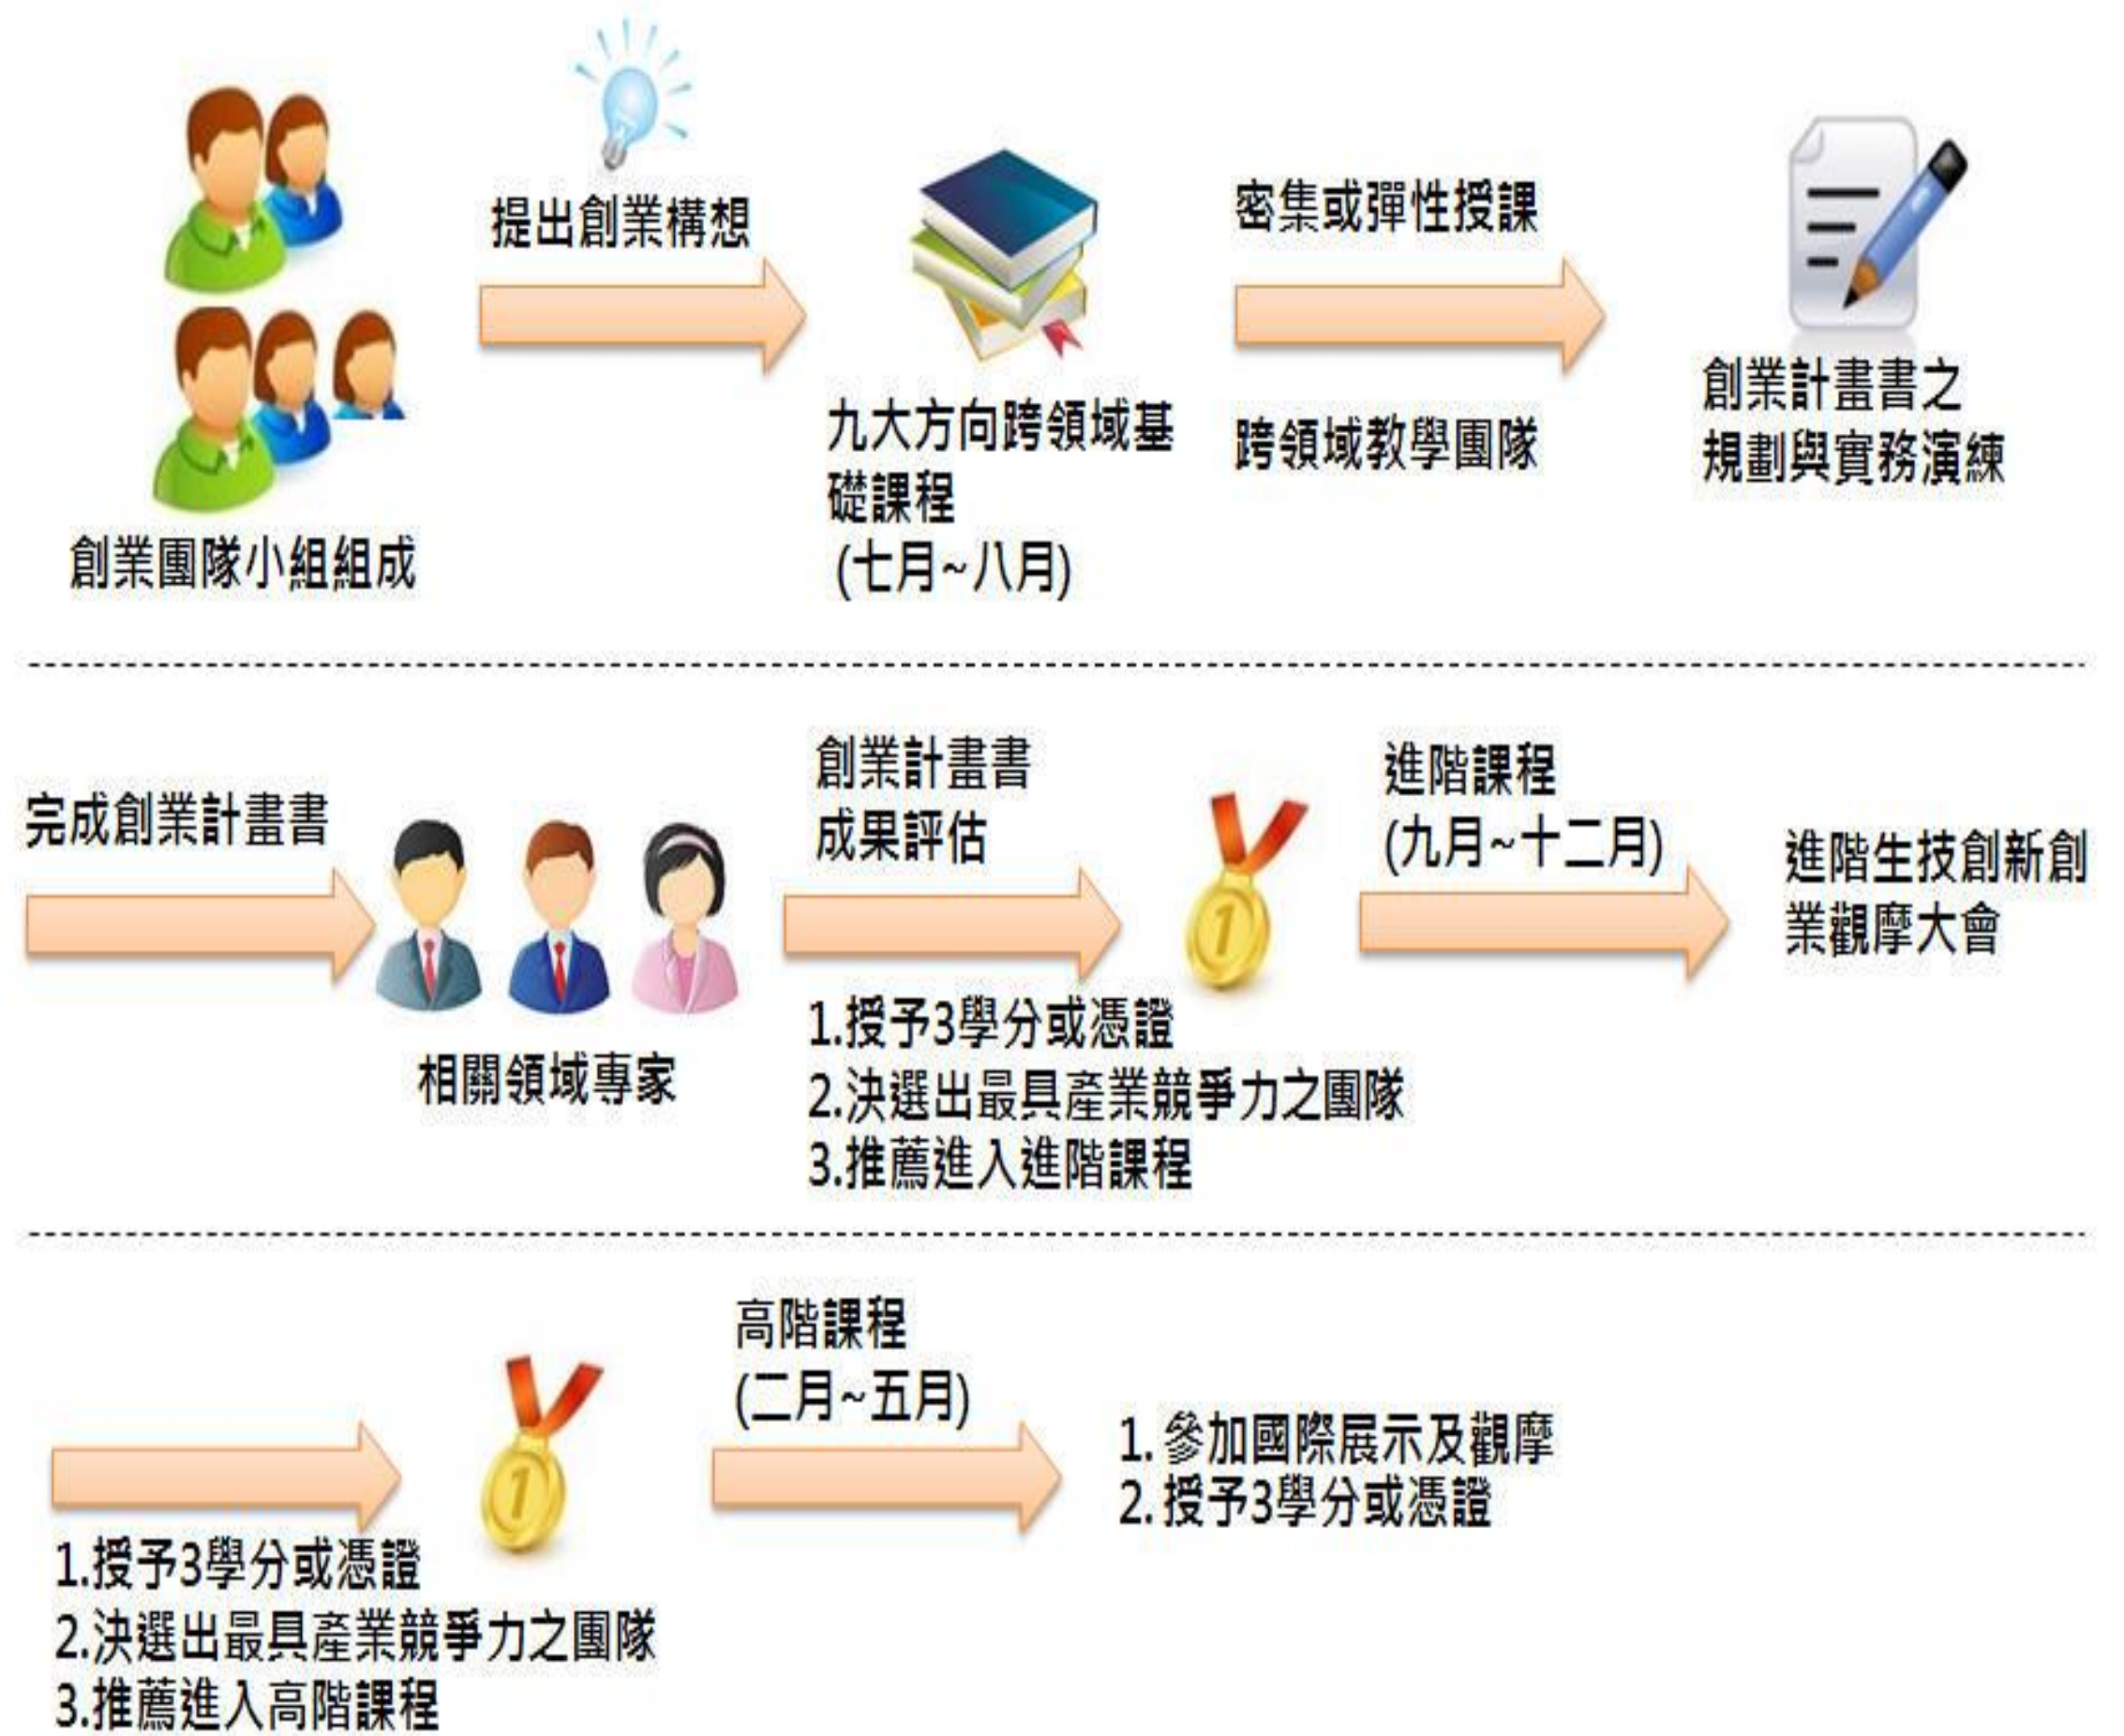 提出創業構想
密集或彈性授課
創業團隊小組組成
九大方向跨領域基
礎課程
(七月~八月)
跨領域教學團隊
創業計畫書之
規劃與實務演練
完成創業計畫書
相關領域專家
創業計畫書
成果評估
1.授予3學分或憑證
2.決選出最具產業競爭力之團隊
3.推薦進入進階課程
進階課程
(九月~十二月)
進階生技創新創
業觀摩大會
1.授予3學分或憑證
2.決選出最具產業競爭力之團隊
3.推薦進入高階課程
高階課程
(二月~五月)
1. 參加國際展示及觀摩
2. 授予3學分或憑證